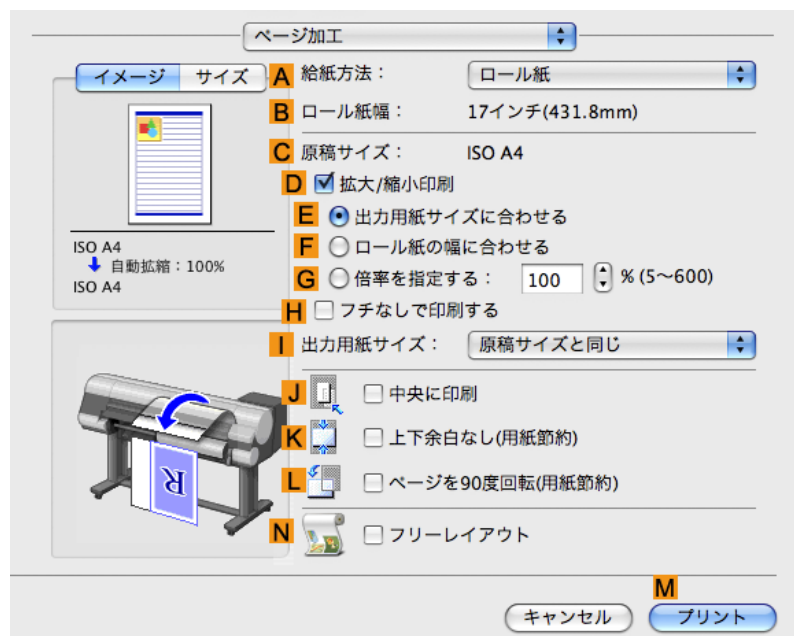 ページ加工
イメージ サイズ
ISO A4
自動拡縮：100%
ISO A4
A 給紙方法： ロール紙
B ロール紙幅： 17インチ(431.8mm)
C 原稿サイズ： ISO A4
D 拡大/縮小印刷
E 出力用紙サイズに合わせる
F ロール紙の幅に合わせる
G 倍率を指定する： 100 % (5〜600)
H フチなしで印刷する
I 出力用紙サイズ： 原稿サイズと同じ
J 中央に印刷
K 上下余白なし(用紙節約)
L ページを90度回転(用紙節約)
R
N フリーレイアウト
M
キャンセル プリント